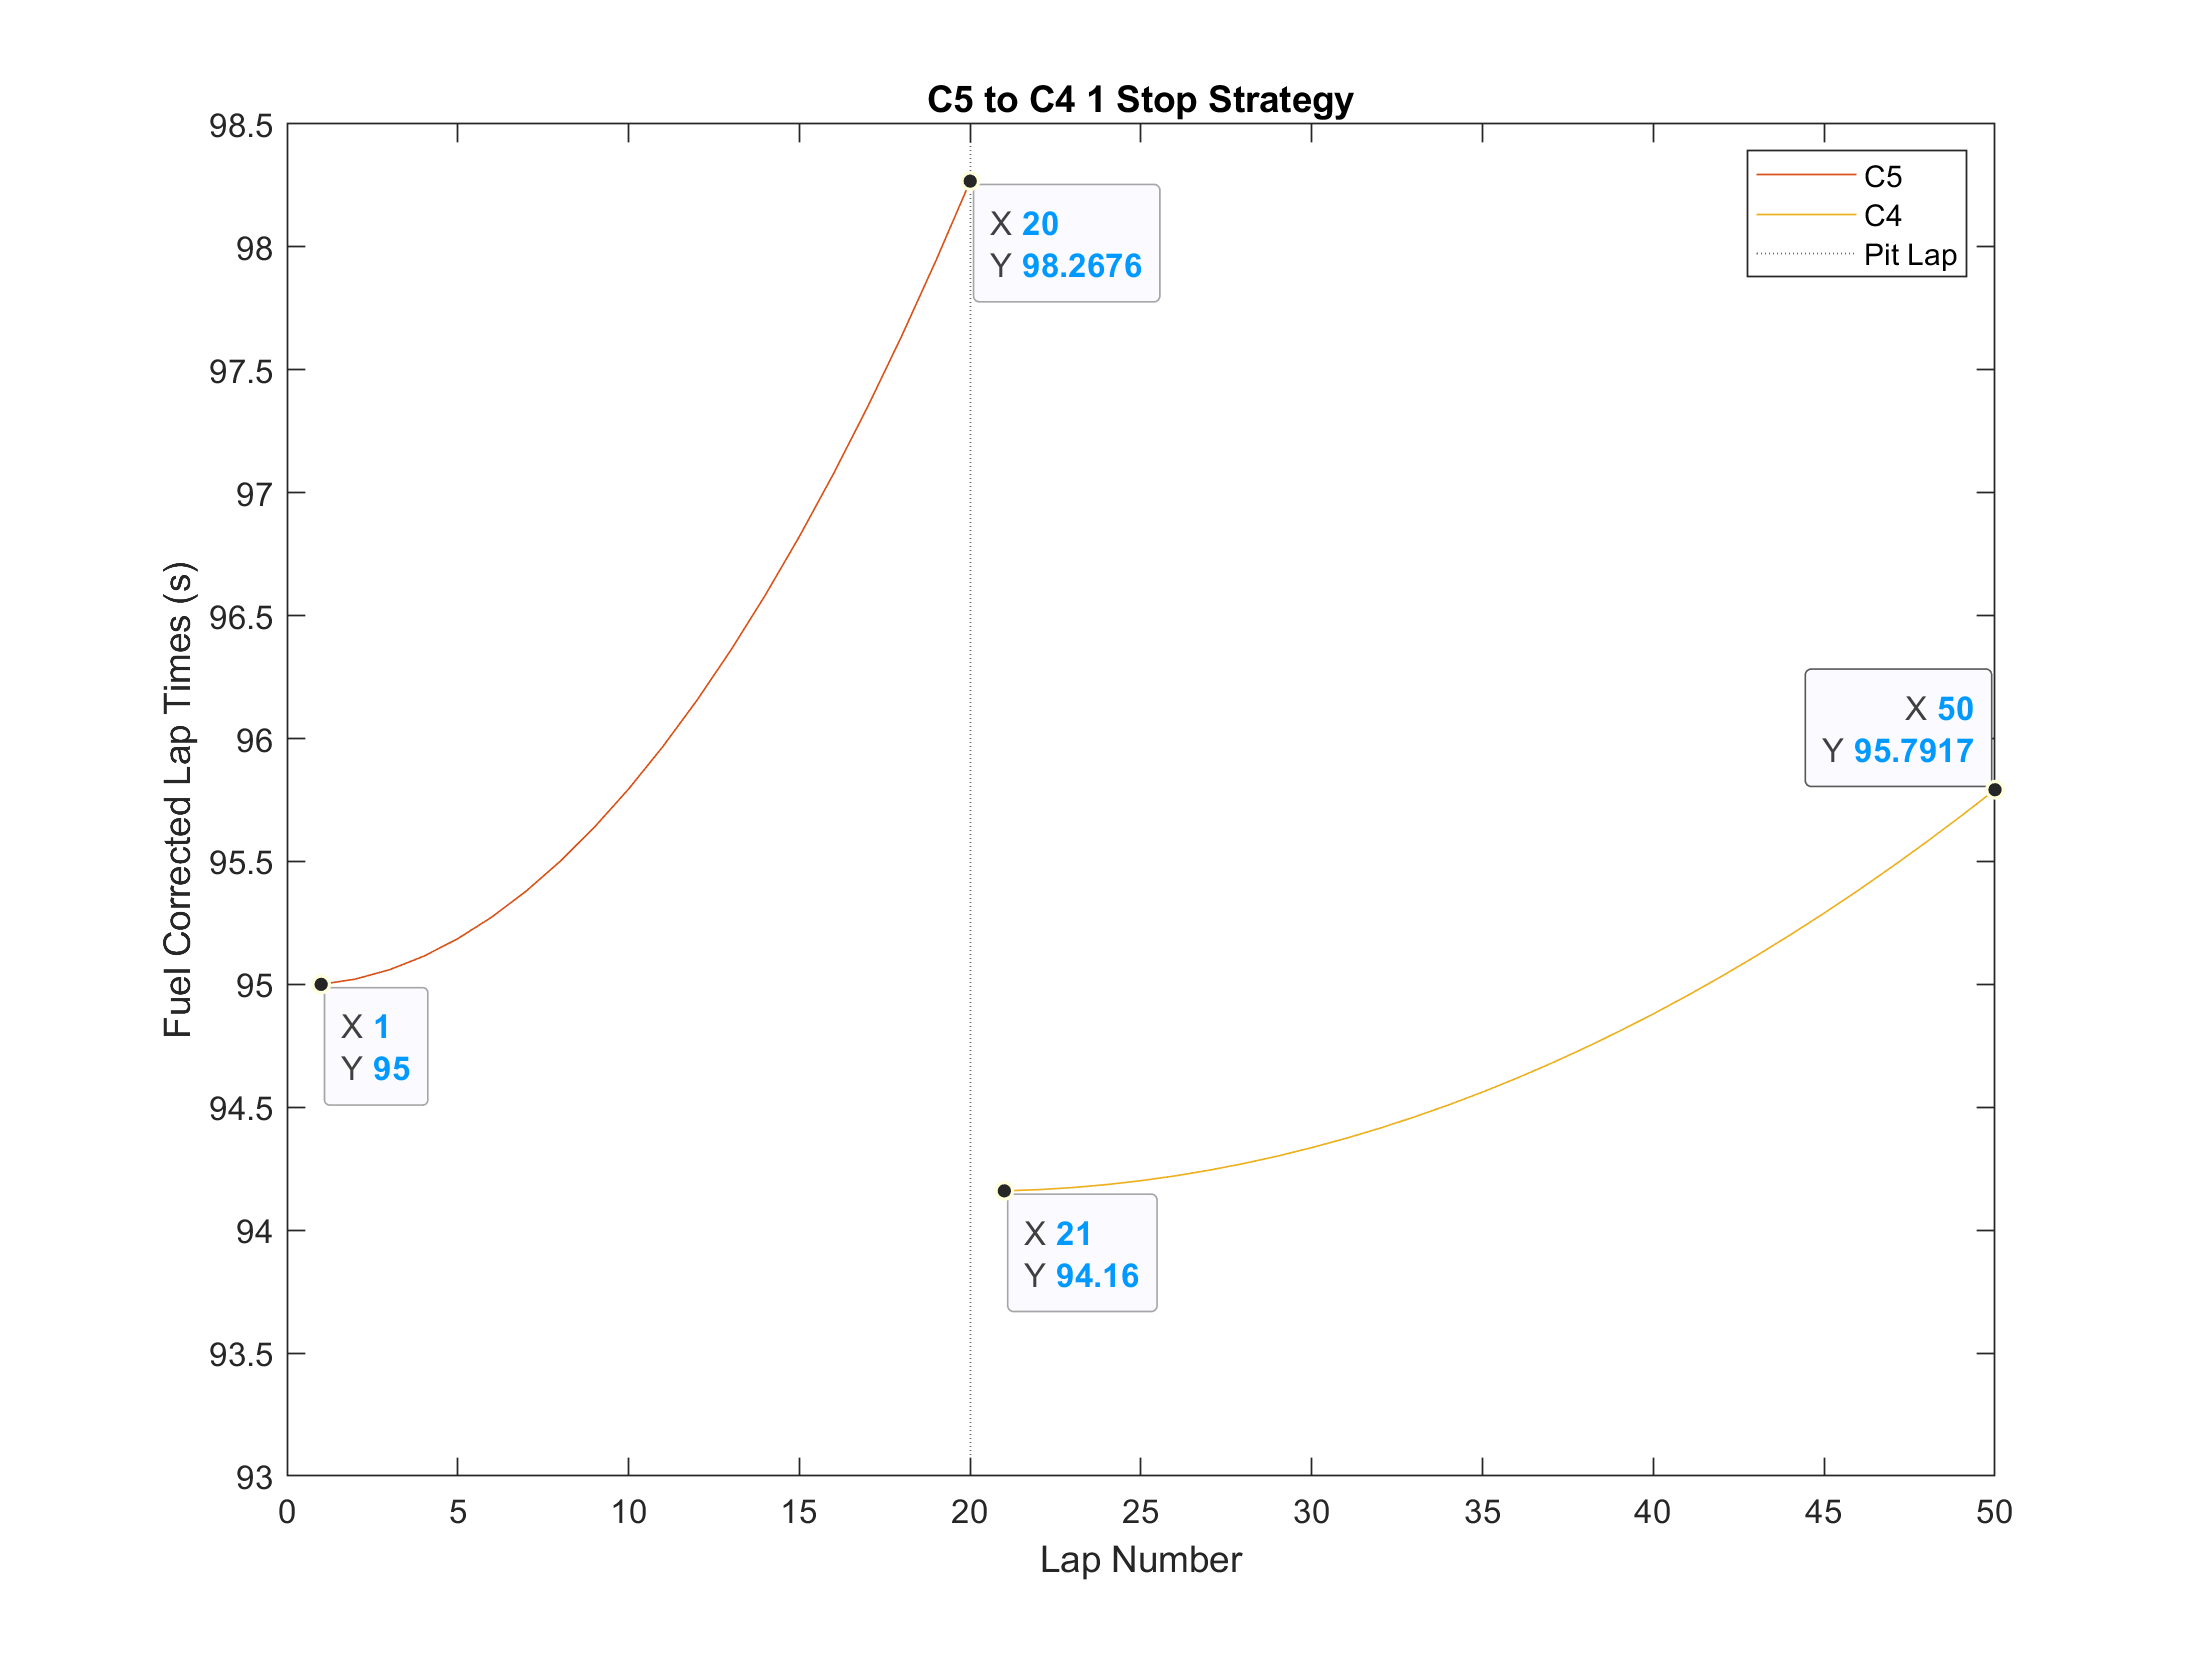 C5 to C4 1 Stop Strategy
98.5
98
97.5
97
96.5
96
95.5
95
94.5
94
93.5
93
Fuel Corrected Lap Times (s)
C5
C4
Pit Lap
X 20
Y 98.2676
X 50
Y 95.7917
X 1
Y 95
X 21
Y 94.16
0 5 10 15 20 25 30 35 40 45 50
Lap Number